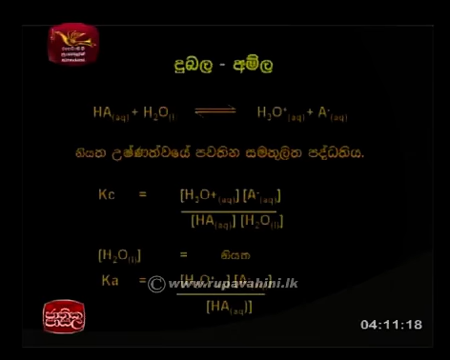 දුබල - අම්ල
HA(aq) + H₂O(l) ⇌ H₃O⁺(aq) + A⁻(aq)
නියත උෂ්ණත්වයේ පවතින සමතුලිත පද්ධතිය.
Kc = [H₃O+(aq)] [A⁻(aq)]
[HA(aq)] [H₂O(l)]
[H₂O(l)] = නියත
Ka = [H₃O⁺(aq)] [A⁻(aq)]
© www.rupavahini.lk
[HA(aq)]
ජාතික පාසල
04:11:18